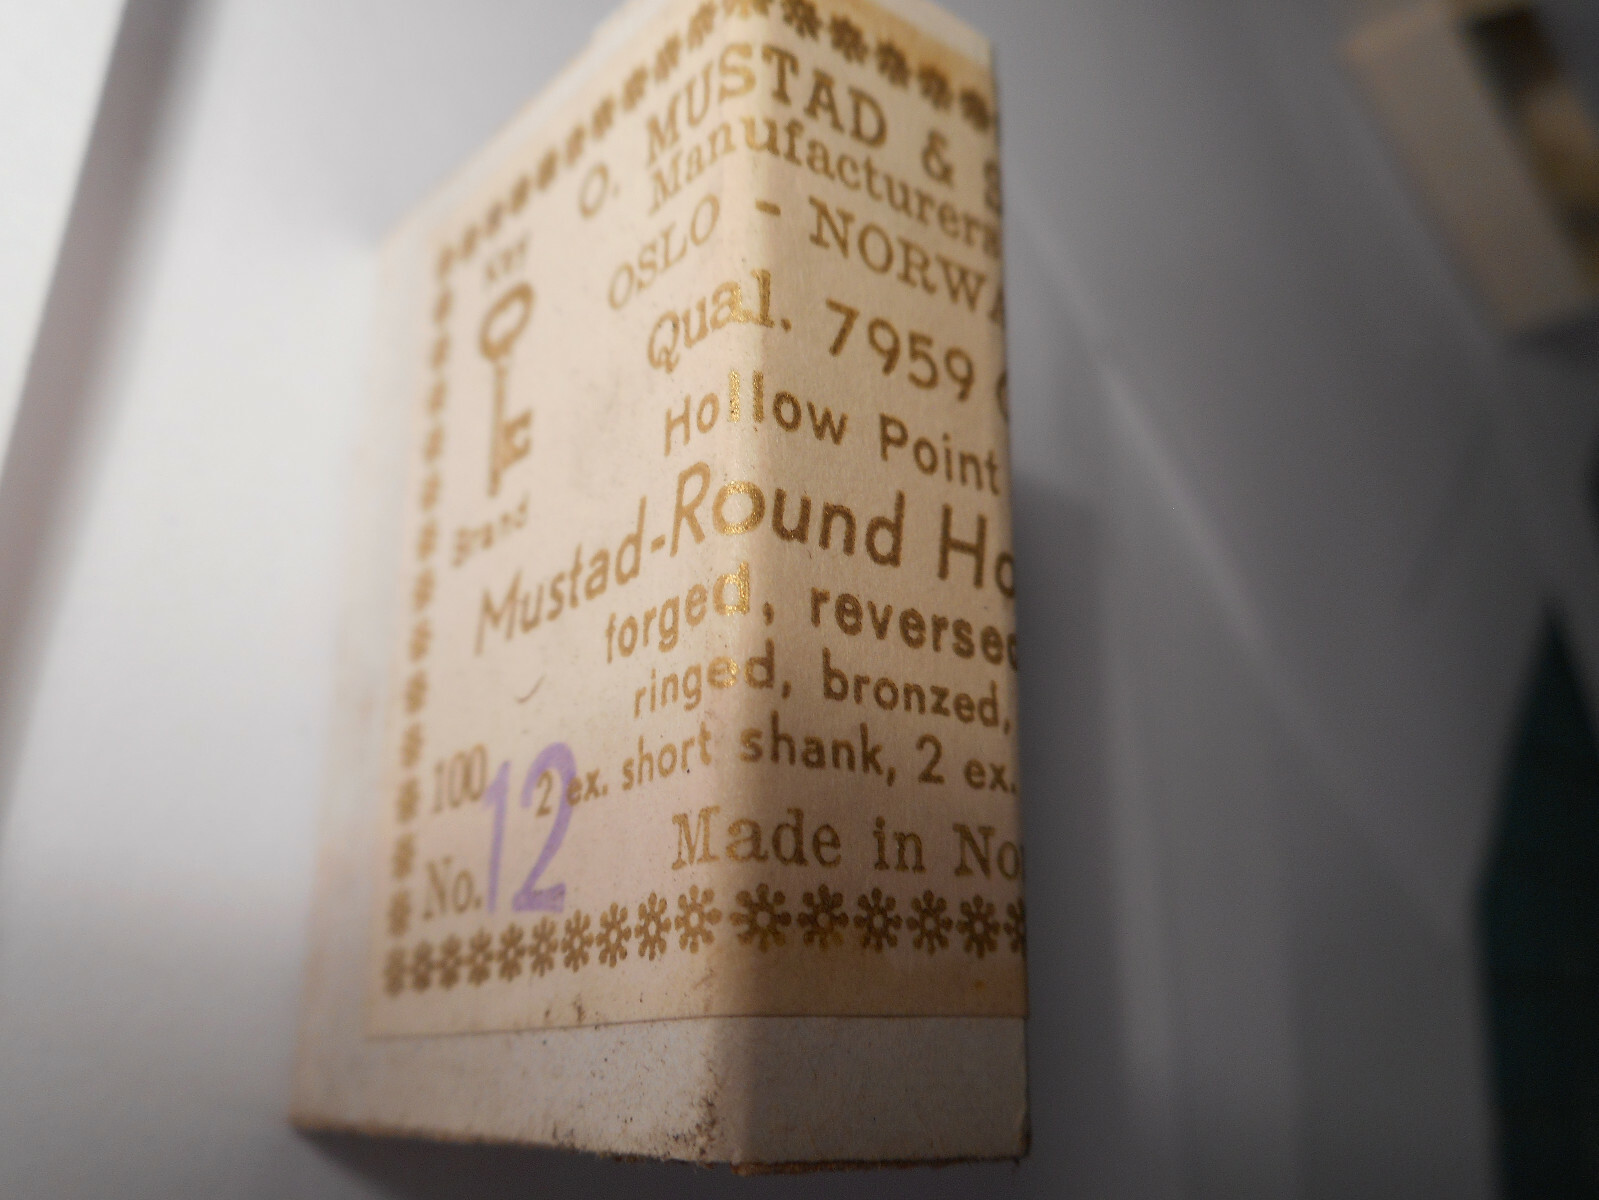 O. MUSTAD & S
Manufacturers
OSLO - NORWA
KEY
Brand
Qual. 7959
Hollow Point
Mustad-Round Ho
forged, reversed
ringed, bronzed,
2 ex. short shank, 2 ex.
100
No. 12
Made in No